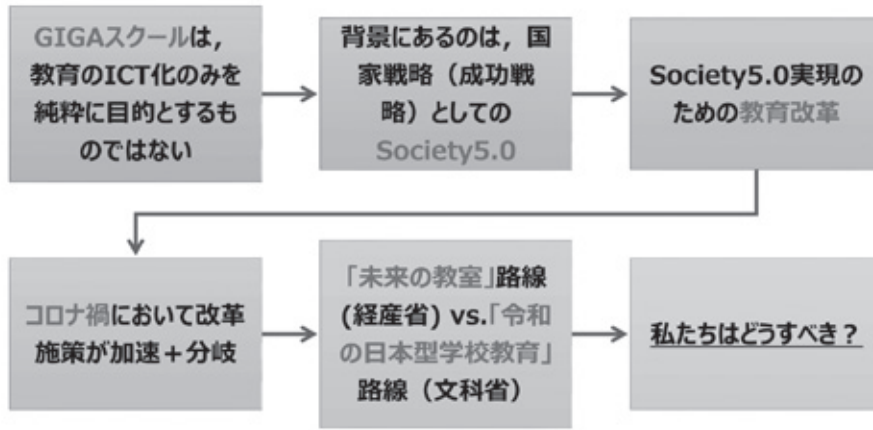 GIGAスクールは，
教育のICT化のみを
純粋に目的とするも
のではない
背景にあるのは，国
家戦略（成功戦
略）としての
Society5.0
Society5.0実現の
ための教育改革
コロナ禍において改革
施策が加速＋分岐
「未来の教室」路線
(経産省) vs.「令和
の日本型学校教育」
路線（文科省）
私たちはどうすべき？